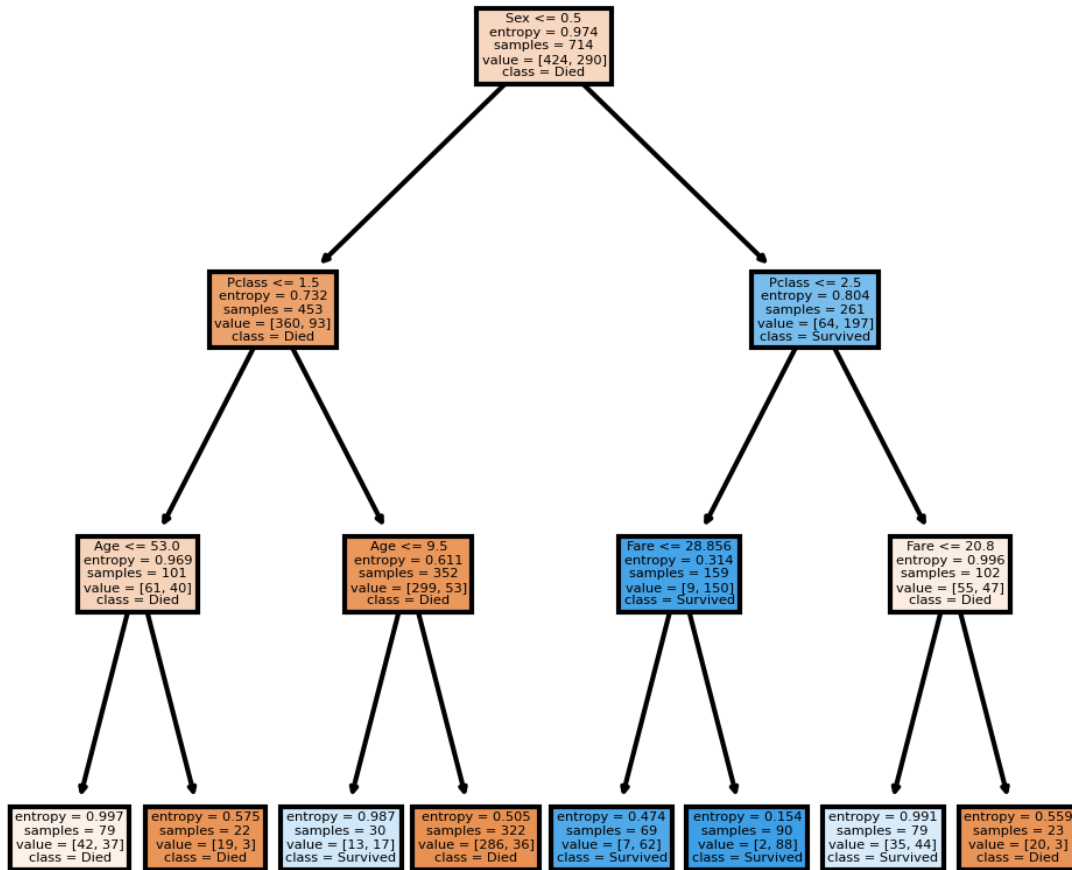 Sex <= 0.5
entropy = 0.974
samples = 714
value = [424, 290]
class = Died
Pclass <= 1.5
entropy = 0.732
samples = 453
value = [360, 93]
class = Died
Pclass <= 2.5
entropy = 0.804
samples = 261
value = [64, 197]
class = Survived
Age <= 53.0
entropy = 0.969
samples = 101
value = [61, 40]
class = Died
Age <= 9.5
entropy = 0.611
samples = 352
value = [299, 53]
class = Died
Fare <= 28.856
entropy = 0.314
samples = 159
value = [9, 150]
class = Survived
Fare <= 20.8
entropy = 0.996
samples = 102
value = [55, 47]
class = Died
entropy = 0.997
samples = 79
value = [42, 37]
class = Died
entropy = 0.575
samples = 22
value = [19, 3]
class = Died
entropy = 0.987
samples = 30
value = [13, 17]
class = Survived
entropy = 0.505
samples = 322
value = [286, 36]
class = Died
entropy = 0.474
samples = 69
value = [7, 62]
class = Survived
entropy = 0.154
samples = 90
value = [2, 88]
class = Survived
entropy = 0.991
samples = 79
value = [35, 44]
class = Survived
entropy = 0.559
samples = 23
value = [20, 3]
class = Died